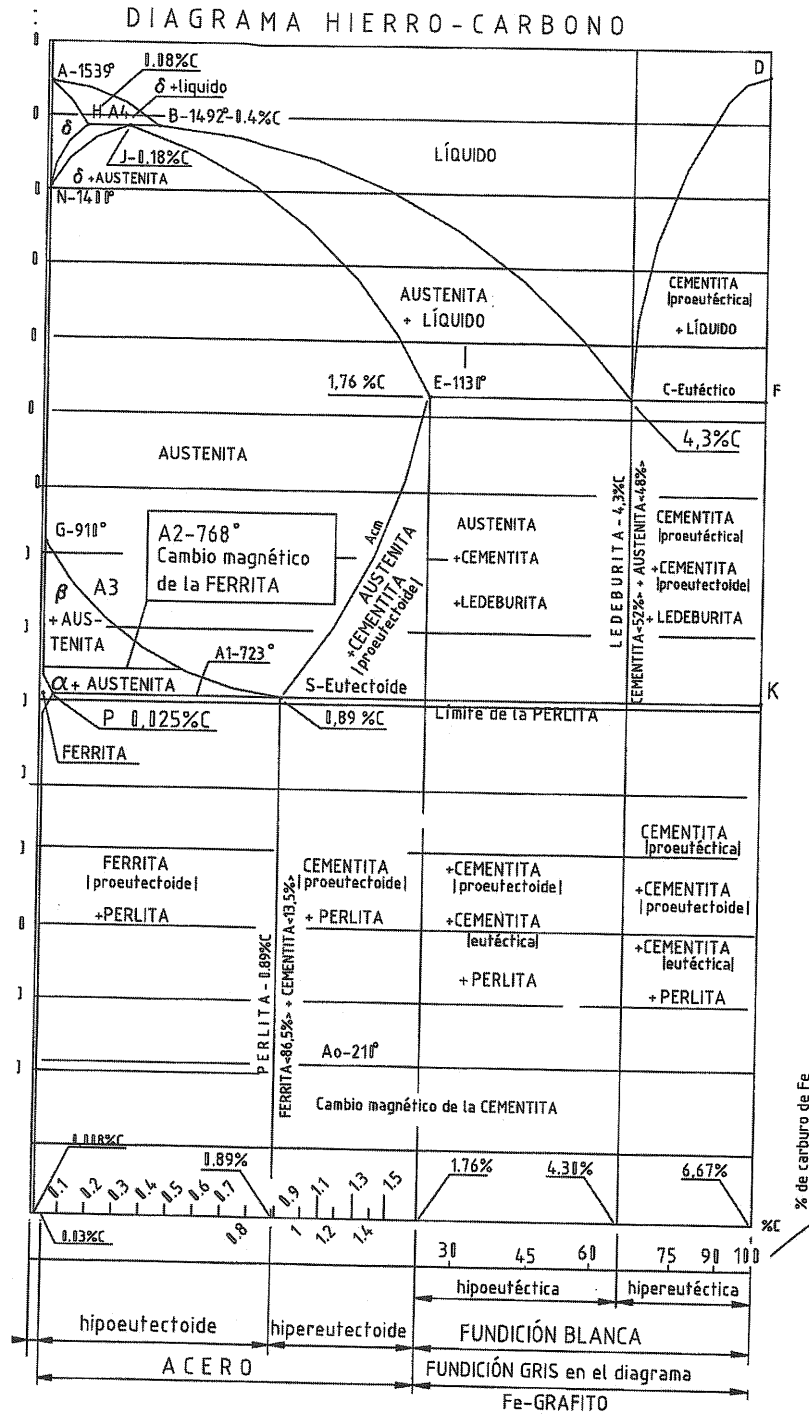 DIAGRAMA HIERRO-CARBONO
A-1539°
0.08%C
D
δ +liquido
H A4
B-1492°-0.4%C
δ
LÍQUIDO
J-0.18%C
δ +AUSTENITA
N-1400°
AUSTENITA
+ LÍQUIDO
CEMENTITA
|proeutéctica|
+ LÍQUIDO
1,76 %C
E-1130°
C-Eutéctico
F
4,3%C
AUSTENITA
G-910°
A2-768°
Cambio magnético
de la FERRITA
Acm
AUSTENITA
+CEMENTITA
|proeutectoide|
AUSTENITA
+CEMENTITA
+LEDEBURITA
LEDEBURITA - 4,3%C
CEMENTITA<52%> + AUSTENITA<48%>
CEMENTITA
|proeutéctica|
+CEMENTITA
|proeutectoide|
+ LEDEBURITA
β
A3
+ AUS-
TENITA
A1-723°
α + AUSTENITA
S-Eutectoide
K
P 0,025%C
0,89 %C
Límite de la PERLITA
FERRITA
FERRITA
|proeutectoide|
+PERLITA
PERLITA - 0.89%C
FERRITA<86,5%> + CEMENTITA<13,5%>
CEMENTITA
|proeutectoide|
+ PERLITA
+CEMENTITA
|proeutectoide|
+CEMENTITA
|eutéctica|
+ PERLITA
CEMENTITA
|proeutéctica|
+CEMENTITA
|proeutectoide|
+CEMENTITA
|eutéctica|
+ PERLITA
Ao-210°
Cambio magnético de la CEMENTITA
% de carburo de Fe
0.008%C
0.89%
1.76%
4.30%
6,67%
0.1 0.2 0.3 0.4 0.5 0.6 0.7 0.9 1.1 1.3 1.5
0.03%C
0.8 1 1.2 1.4
%C
30 45 60 75 90 100
hipoeutéctica
hipereutéctica
hipoeutectoide
hipereutectoide
FUNDICIÓN BLANCA
ACERO
FUNDICIÓN GRIS en el diagrama
Fe-GRAFITO